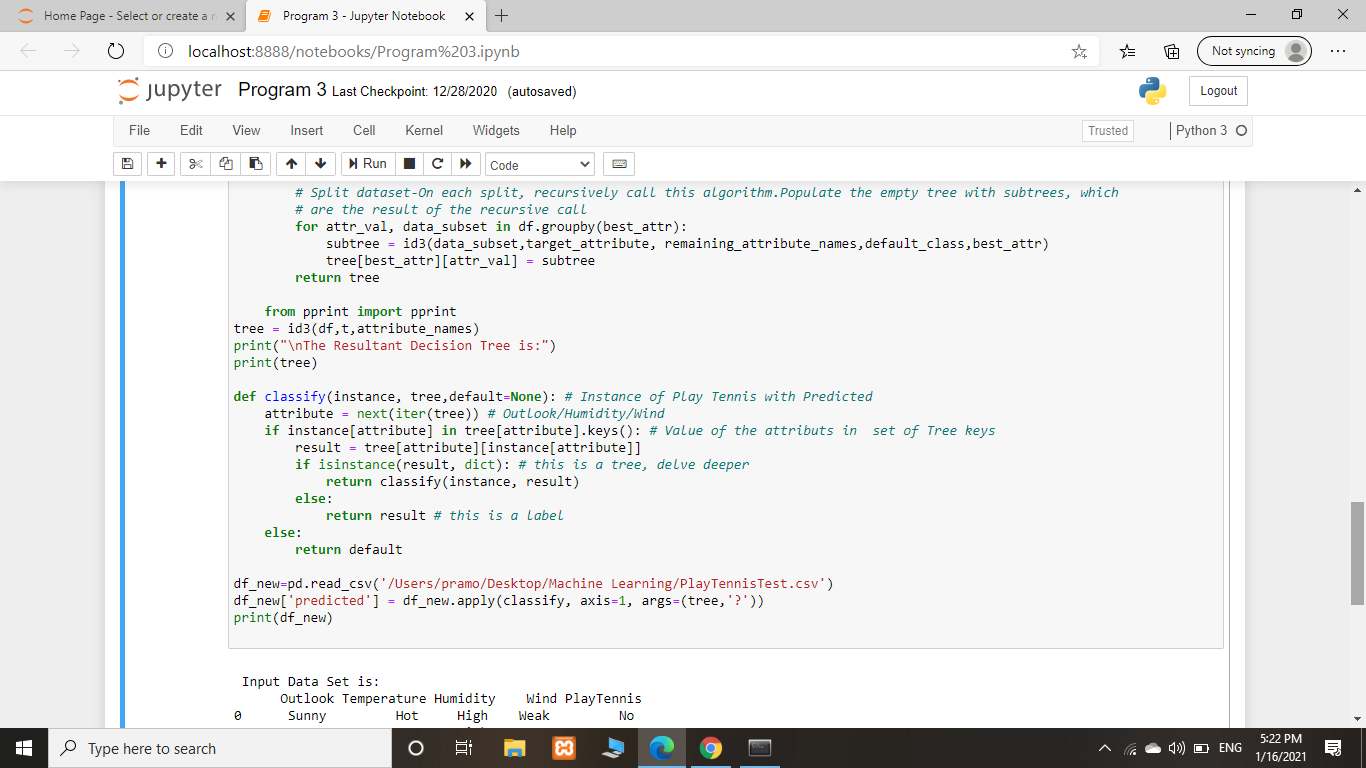 Home Page - Select or create a n
Program 3 - Jupyter Notebook
localhost:8888/notebooks/Program%203.ipynb
Not syncing
jupyter Program 3 Last Checkpoint: 12/28/2020 (autosaved)
Logout
File Edit View Insert Cell Kernel Widgets Help
Trusted
Python 3
Run
Code
# Split dataset-On each split, recursively call this algorithm.Populate the empty tree with subtrees, which
# are the result of the recursive call
for attr_val, data_subset in df.groupby(best_attr):
subtree = id3(data_subset,target_attribute, remaining_attribute_names,default_class,best_attr)
tree[best_attr][attr_val] = subtree
return tree
from pprint import pprint
tree = id3(df,t,attribute_names)
print("\nThe Resultant Decision Tree is:")
print(tree)
def classify(instance, tree,default=None): # Instance of Play Tennis with Predicted
attribute = next(iter(tree)) # Outlook/Humidity/Wind
if instance[attribute] in tree[attribute].keys(): # Value of the attributs in  set of Tree keys
result = tree[attribute][instance[attribute]]
if isinstance(result, dict): # this is a tree, delve deeper
return classify(instance, result)
else:
return result # this is a label
else:
return default
df_new=pd.read_csv('/Users/pramo/Desktop/Machine Learning/PlayTennisTest.csv')
df_new['predicted'] = df_new.apply(classify, axis=1, args=(tree,'?'))
print(df_new)
Input Data Set is:
Outlook Temperature Humidity Wind PlayTennis
0 Sunny Hot High Weak No
Type here to search
ENG
5:22 PM
1/16/2021